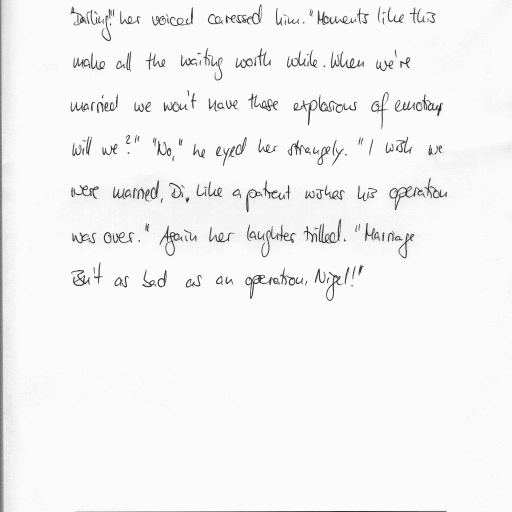 "Darling!" her voiced caressed him. "Moments like this
make all the waiting worth while. When we're
married we won't have these explosions of emotion
will we?" "No," he eyed her strangely. "I wish we
were married, Di. Like a patient wishes his operation
was over." Again her laughter trilled. "Marriage
isn't as bad as an operation, Nigel!"